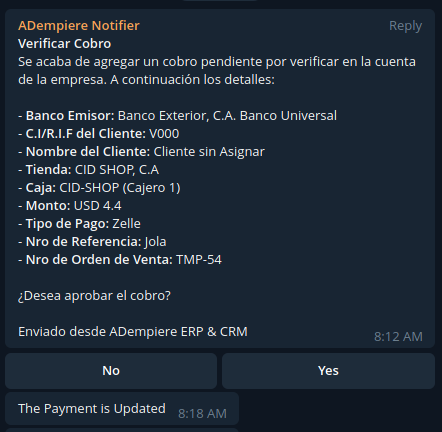 ADempiere Notifier
Reply
Verificar Cobro
Se acaba de agregar un cobro pendiente por verificar en la cuenta
de la empresa. A continuación los detalles:
- Banco Emisor: Banco Exterior, C.A. Banco Universal
- C.I/R.I.F del Cliente: V000
- Nombre del Cliente: Cliente sin Asignar
- Tienda: CID SHOP, C.A
- Caja: CID-SHOP (Cajero 1)
- Monto: USD 4.4
- Tipo de Pago: Zelle
- Nro de Referencia: Jola
- Nro de Orden de Venta: TMP-54
¿Desea aprobar el cobro?
Enviado desde ADempiere ERP & CRM
8:12 AM
No
Yes
The Payment is Updated
8:18 AM